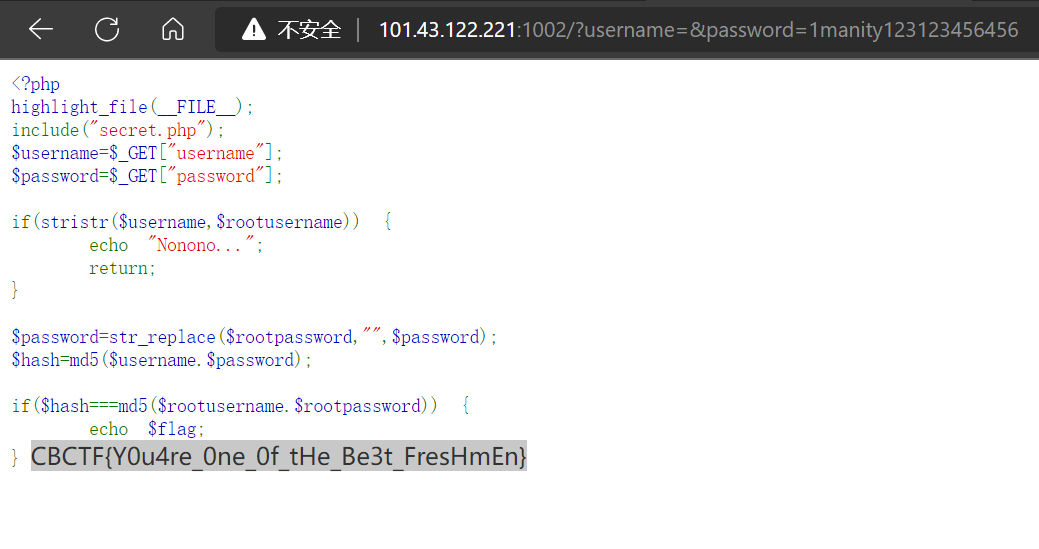 不安全 101.43.122.221:1002/?username=&password=1manity123123456456
<?php
highlight_file(__FILE__);
include("secret.php");
$username=$_GET["username"];
$password=$_GET["password"];
if(stristr($username,$rootusername)) {
echo "Nonono...";
return;
}
$password=str_replace($rootpassword,"",$password);
$hash=md5($username.$password);
if($hash===md5($rootusername.$rootpassword)) {
echo $flag;
} CBCTF{Y0u4re_0ne_0f_tHe_Be3t_FresHmEn}